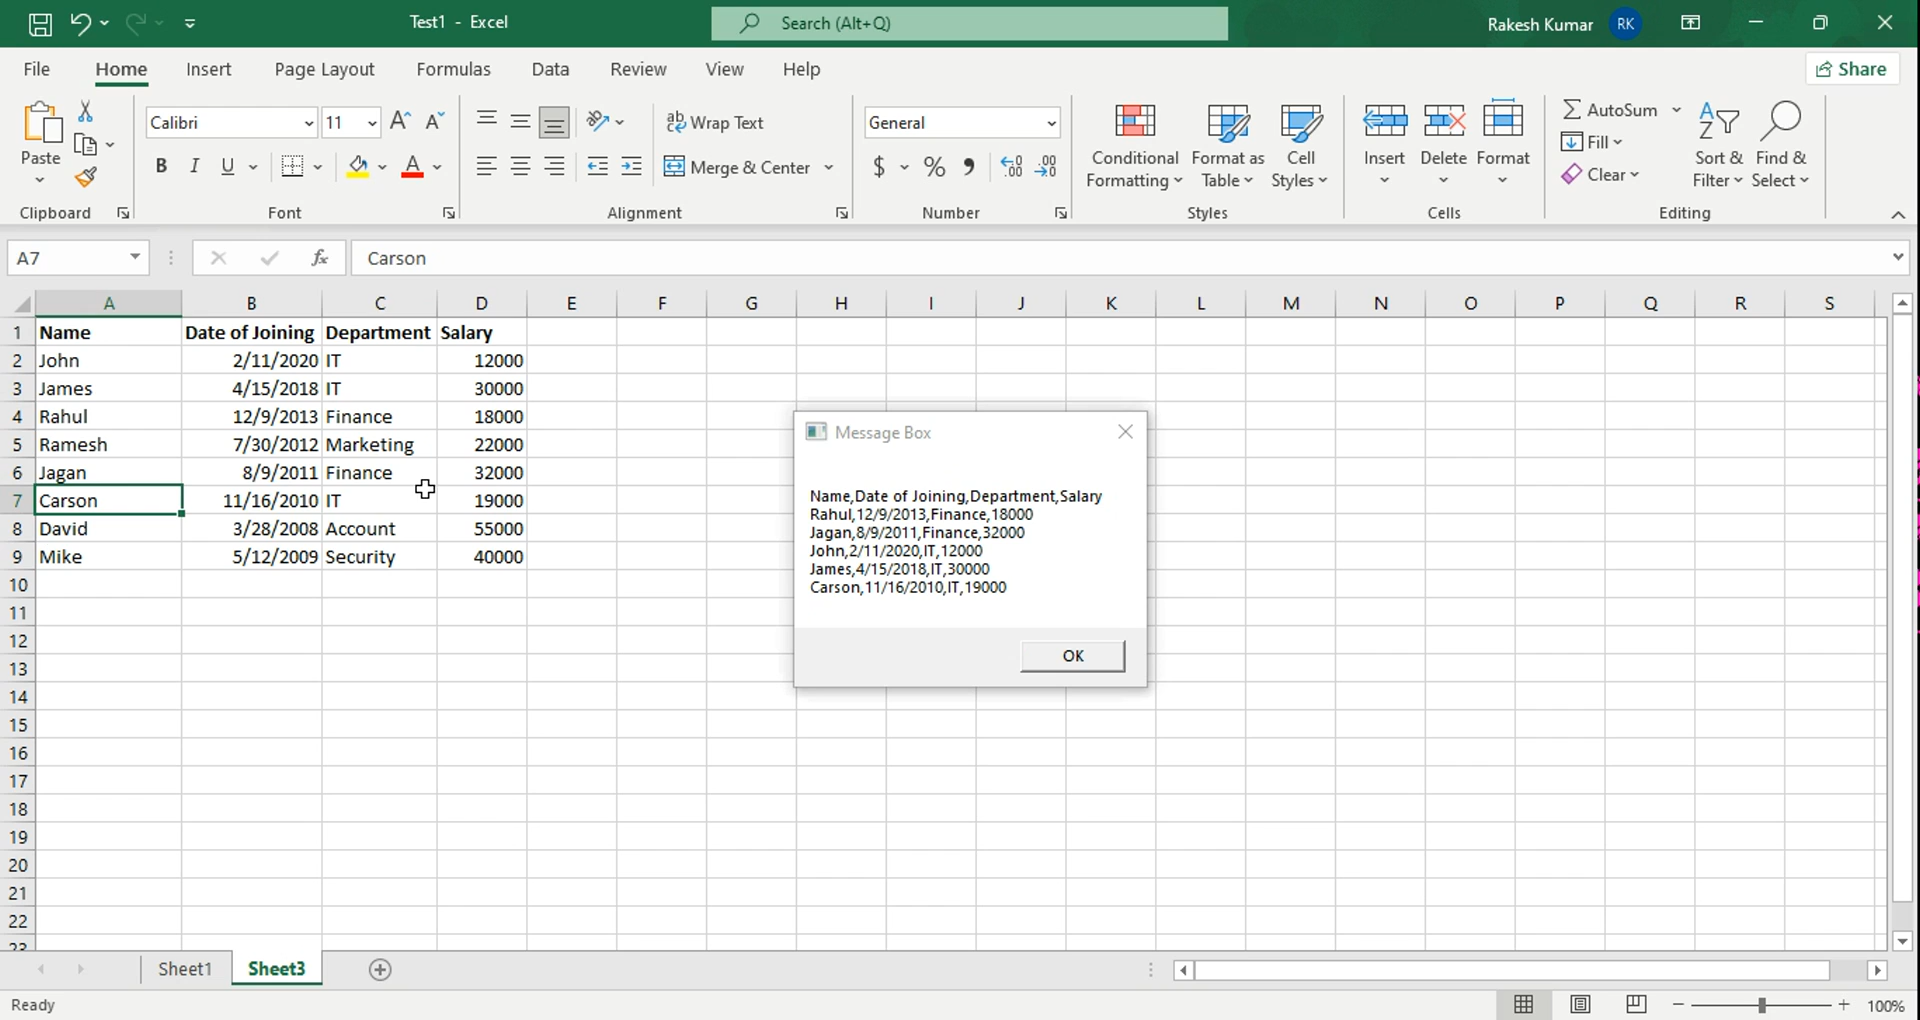 Test1 - Excel
Search (Alt+Q)
Rakesh Kumar RK
File Home Insert Page Layout Formulas Data Review View Help Share
Calibri 11 Wrap Text General AutoSum
Paste B I U Merge & Center $ % Conditional Formatting Format as Table Cell Styles Insert Delete Format Fill Clear Sort & Filter Find & Select
Clipboard Font Alignment Number Styles Cells Editing
A7 fx Carson
A B C D E F G H I J K L M N O P Q R S
1 Name Date of Joining Department Salary
2 John 2/11/2020 IT 12000
3 James 4/15/2018 IT 30000
4 Rahul 12/9/2013 Finance 18000
5 Ramesh 7/30/2012 Marketing 22000
6 Jagan 8/9/2011 Finance 32000
7 Carson 11/16/2010 IT 19000
8 David 3/28/2008 Account 55000
9 Mike 5/12/2009 Security 40000
10
11
12
13
14
15
16
17
18
19
20
21
22
23
Message Box
Name,Date of Joining,Department,Salary
Rahul,12/9/2013,Finance,18000
Jagan,8/9/2011,Finance,32000
John,2/11/2020,IT,12000
James,4/15/2018,IT,30000
Carson,11/16/2010,IT,19000
OK
Sheet1 Sheet3
Ready 100%